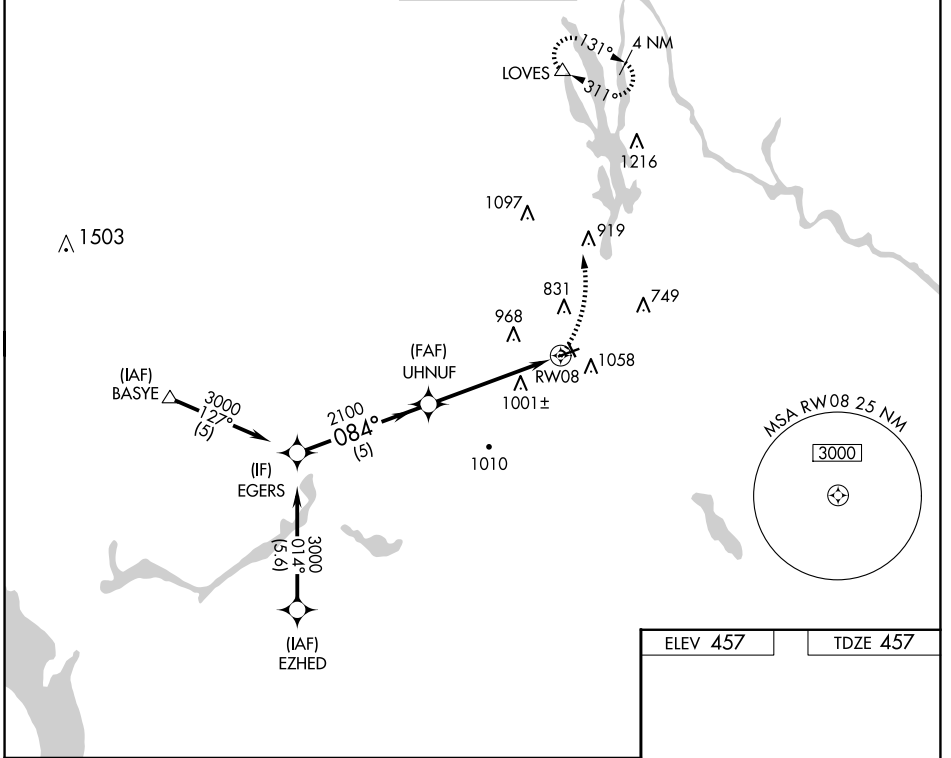 131°
4 NM
LOVES
311°
1216
1097
1503
919
831
749
968
(FAF)
UHNUF
RW08
1058
1001±
(IAF)
BASYE
3000
127°
(5)
2100
084°
(5)
1010
(IF)
EGERS
MSA RW08 25 NM
3000
3000
014°
(5.6)
(IAF)
EZHED
ELEV 457
TDZE 457